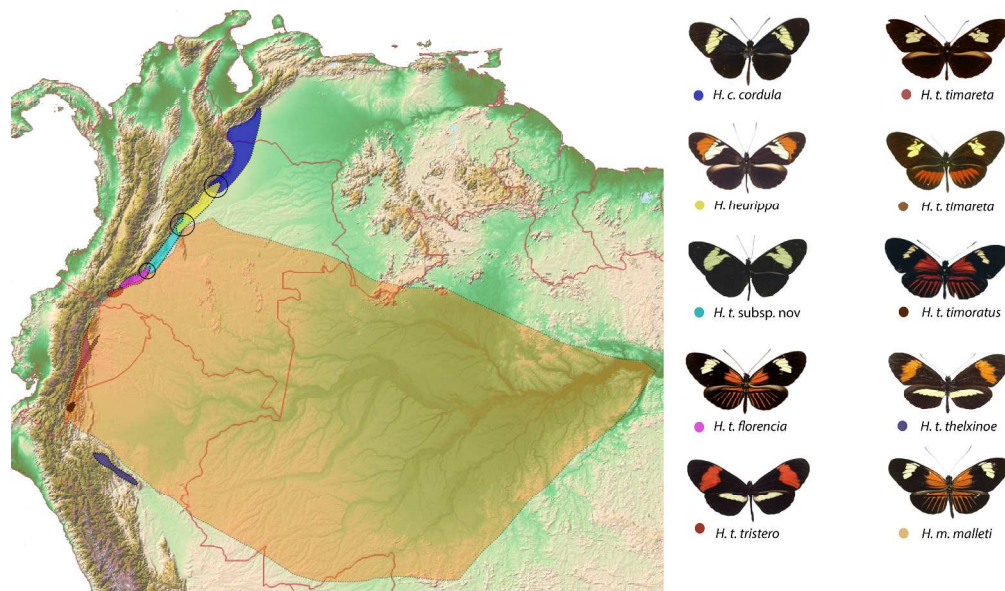 H. c. cordula
H. t. timareta
H. heurippa
H. t. timareta
H. t. subsp. nov
H. t. timoratus
H. t. florencia
H. t. thelxinoe
H. t. tristero
H. m. malleti